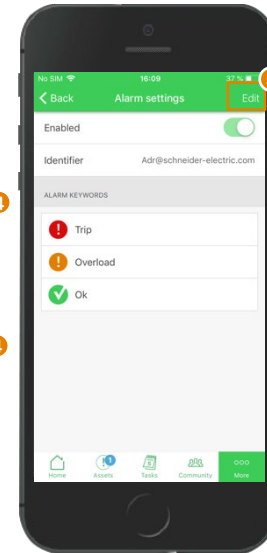 No SIM 16:09 37 %
Back Alarm settings Edit
Enabled
Identifier Adr@schneider-electric.com
ALARM KEYWORDS
! Trip
! Overload
Ok
1
Home Assets Tasks Community More